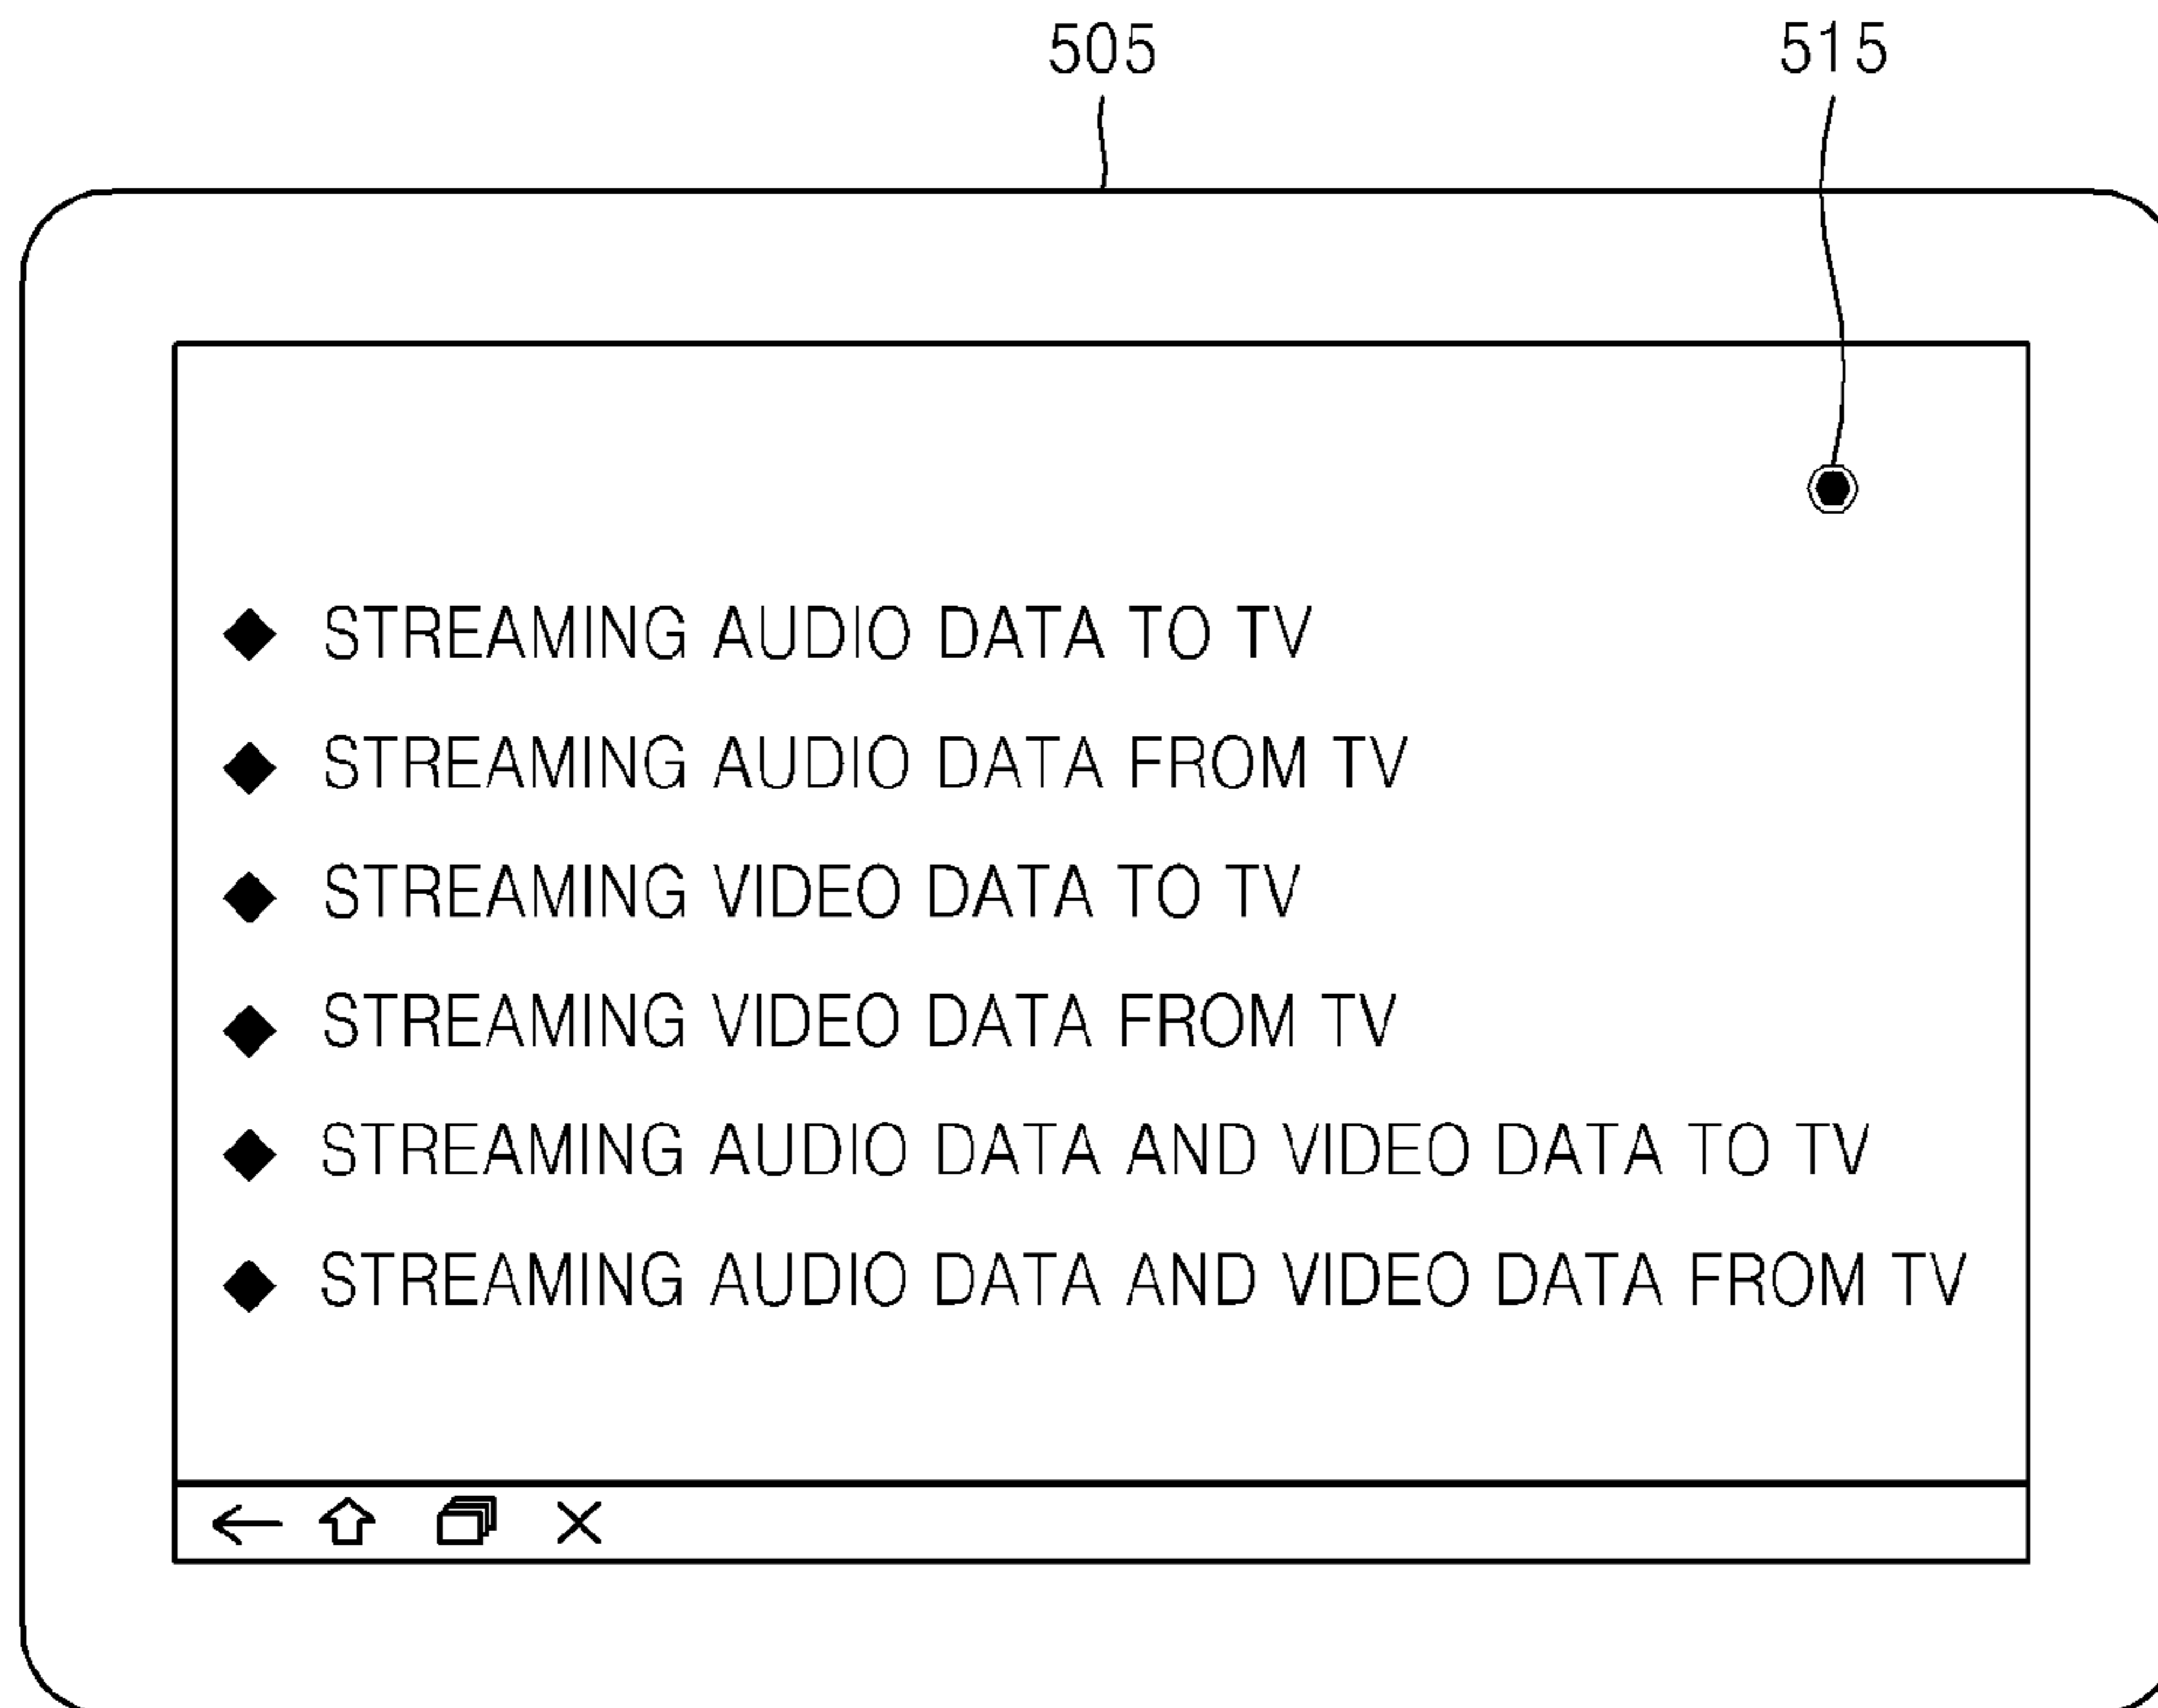 505 515
◆ STREAMING AUDIO DATA TO TV
◆ STREAMING AUDIO DATA FROM TV
◆ STREAMING VIDEO DATA TO TV
◆ STREAMING VIDEO DATA FROM TV
◆ STREAMING AUDIO DATA AND VIDEO DATA TO TV
◆ STREAMING AUDIO DATA AND VIDEO DATA FROM TV